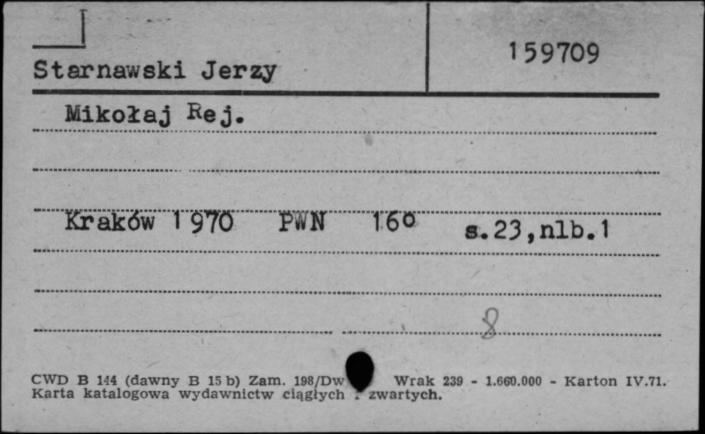 159709
Starnawski Jerzy
Mikołaj Rej.
Kraków 1970 PWN 16° s.23,nlb.1
8
CWD B 144 (dawny B 15 b) Zam. 198/Dw Wrak 239 - 1.660.000 - Karton IV.71.
Karta katalogowa wydawnictw ciągłych i zwartych.